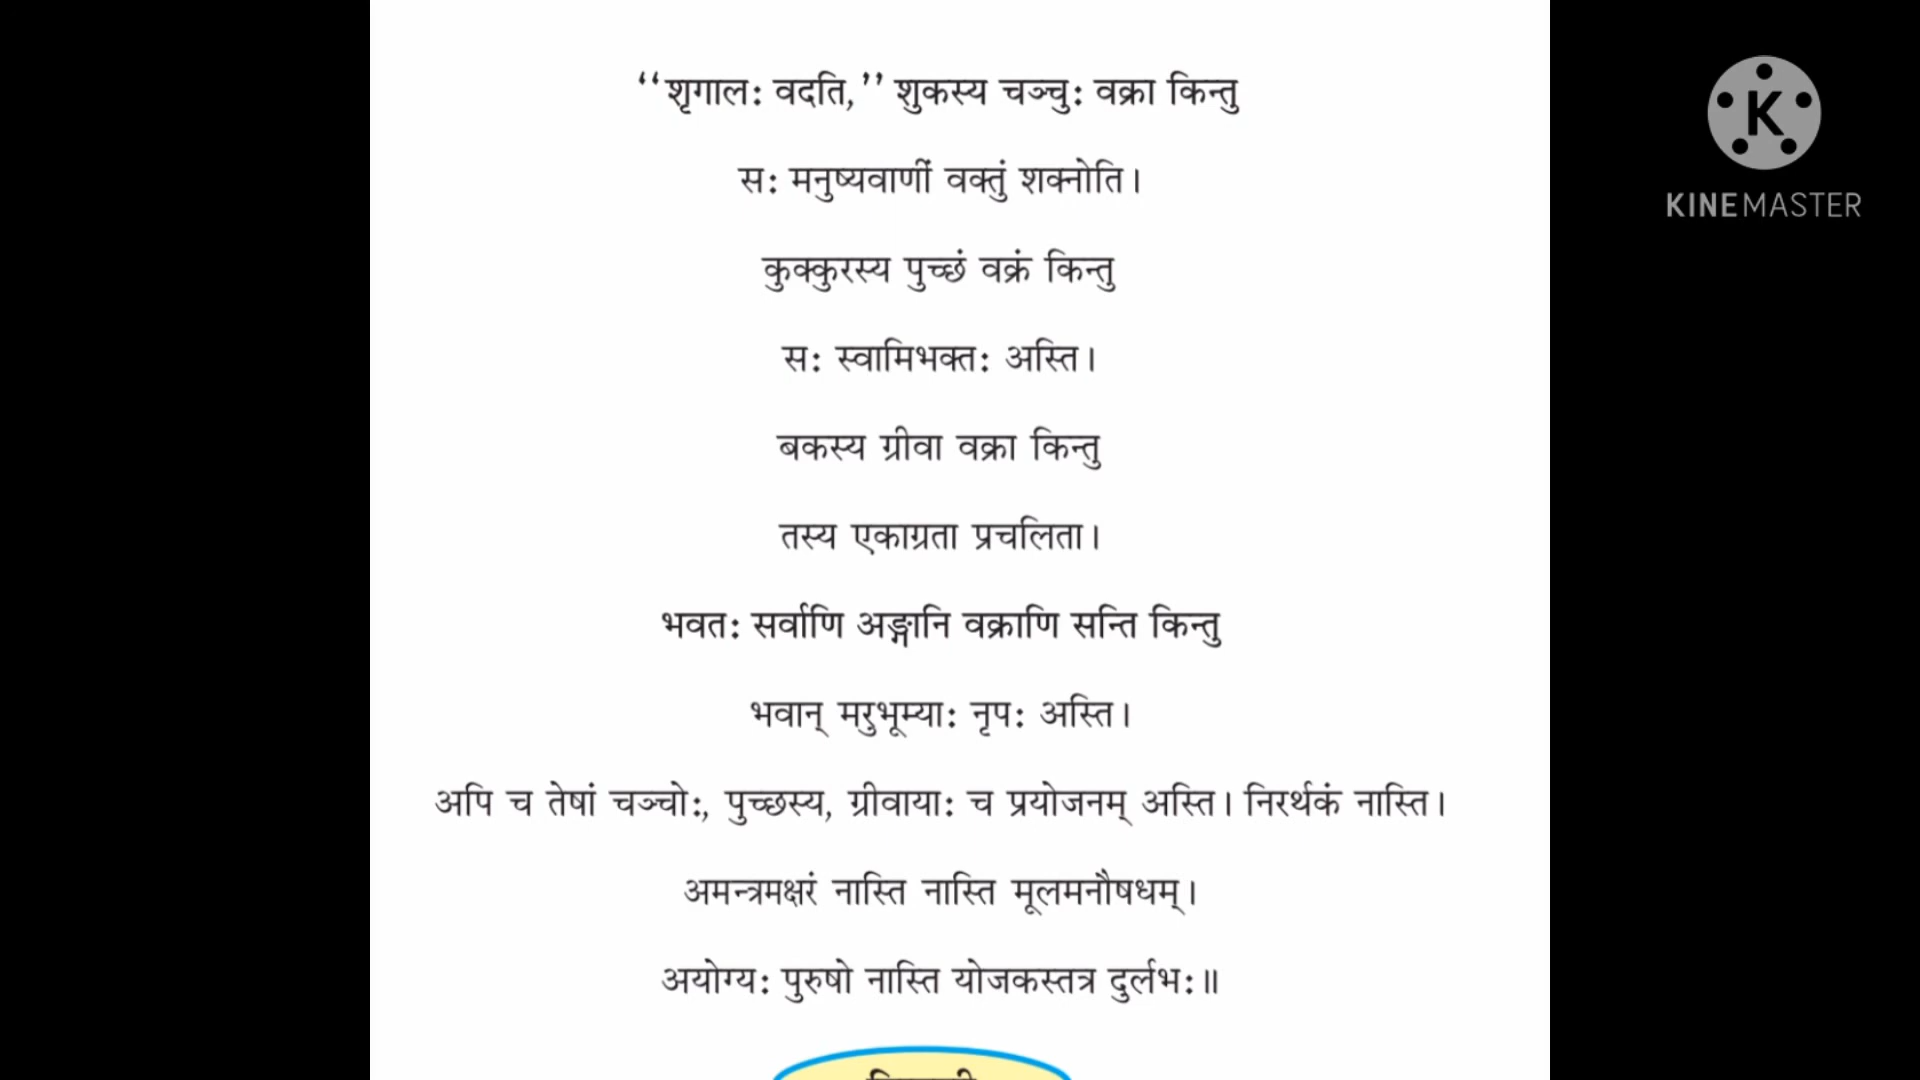 “शृगालः वदति,” शुकस्य चञ्चुः वक्रा किन्तु
सः मनुष्यवाणीं वक्तुं शक्नोति।
कुक्कुरस्य पुच्छं वक्रं किन्तु
सः स्वामिभक्तः अस्ति।
बकस्य ग्रीवा वक्रा किन्तु
तस्य एकाग्रता प्रचलिता।
भवतः सर्वाणि अङ्गानि वक्राणि सन्ति किन्तु
भवान् मरुभूम्याः नृपः अस्ति।
अपि च तेषां चञ्चोः, पुच्छस्य, ग्रीवायाः च प्रयोजनम् अस्ति। निरर्थकं नास्ति।
अमन्त्रमक्षरं नास्ति नास्ति मूलमनौषधम्।
अयोग्यः पुरुषो नास्ति योजकस्तत्र दुर्लभः॥
K
KINEMASTER